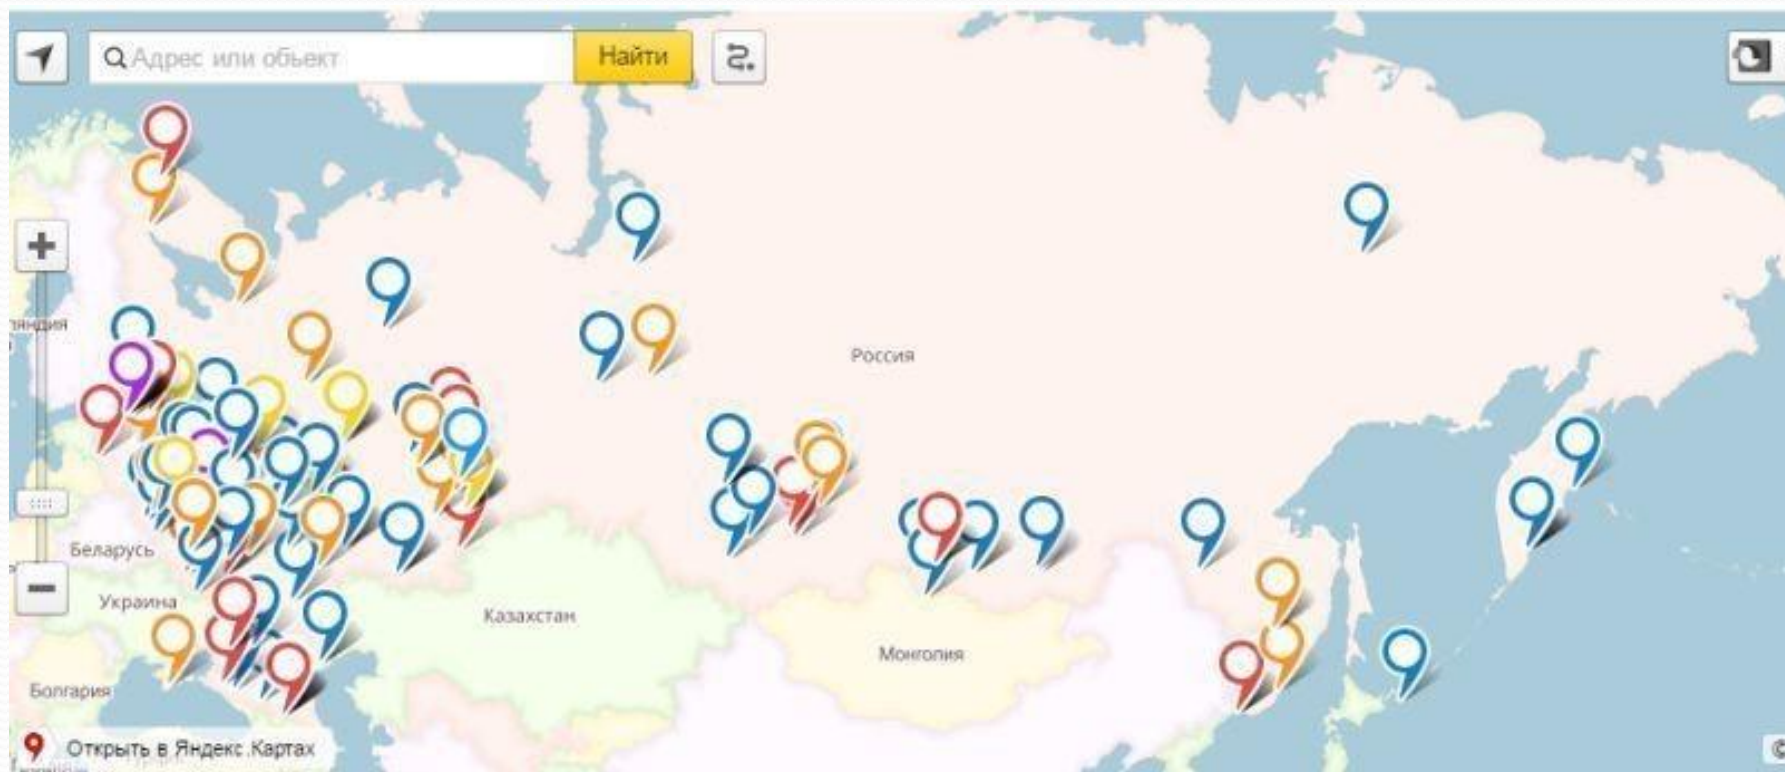 Адрес или объект
Найти
Россия
Беларусь
Украина
Казахстан
Монголия
Болгария
Открыть в Яндекс.Картах